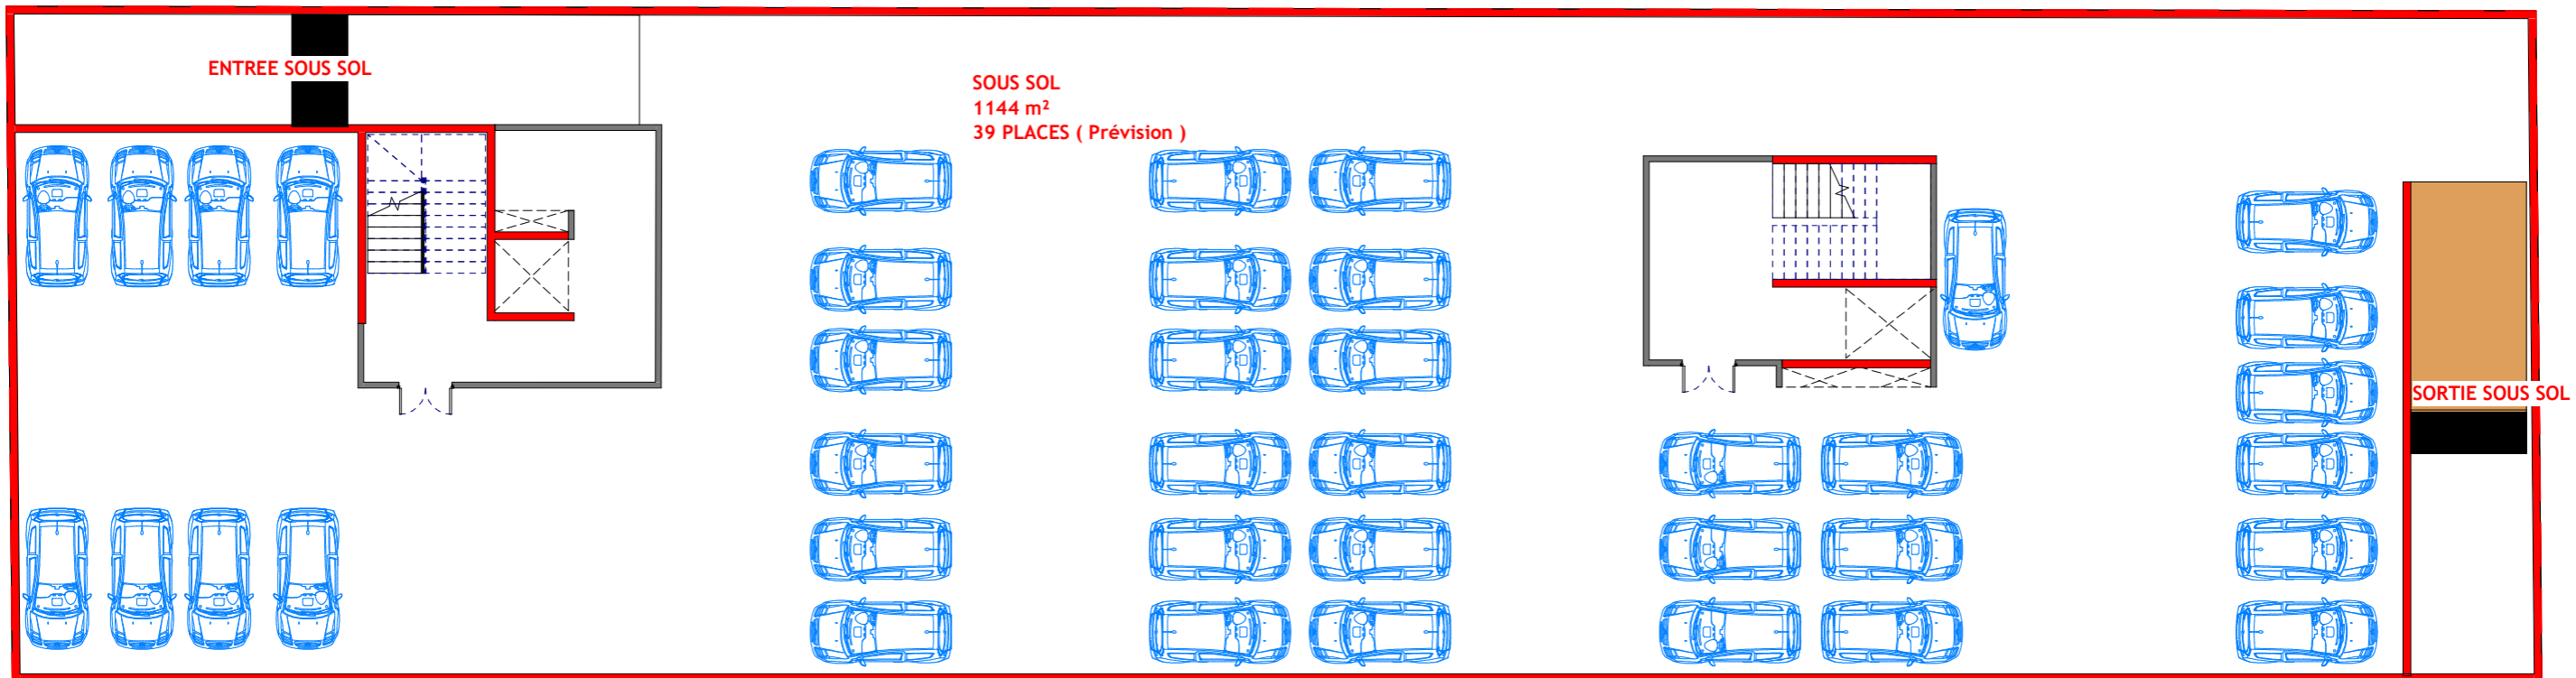 ENTREE SOUS SOL
SOUS SOL
1144 m²
39 PLACES ( Prévision )
SORTIE SOUS SOL